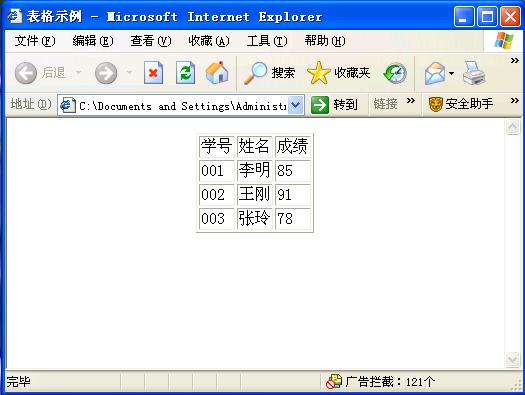 表格示例 - Microsoft Internet Explorer
文件(F) 编辑(E) 查看(V) 收藏(A) 工具(T) 帮助(H) »
后退 搜索 收藏夹 »
地址(D) C:\Documents and Settings\Administr 转到 链接 » 安全助手 »
学号 姓名 成绩
001 李明 85
002 王刚 91
003 张玲 78
完毕 广告拦截：121个